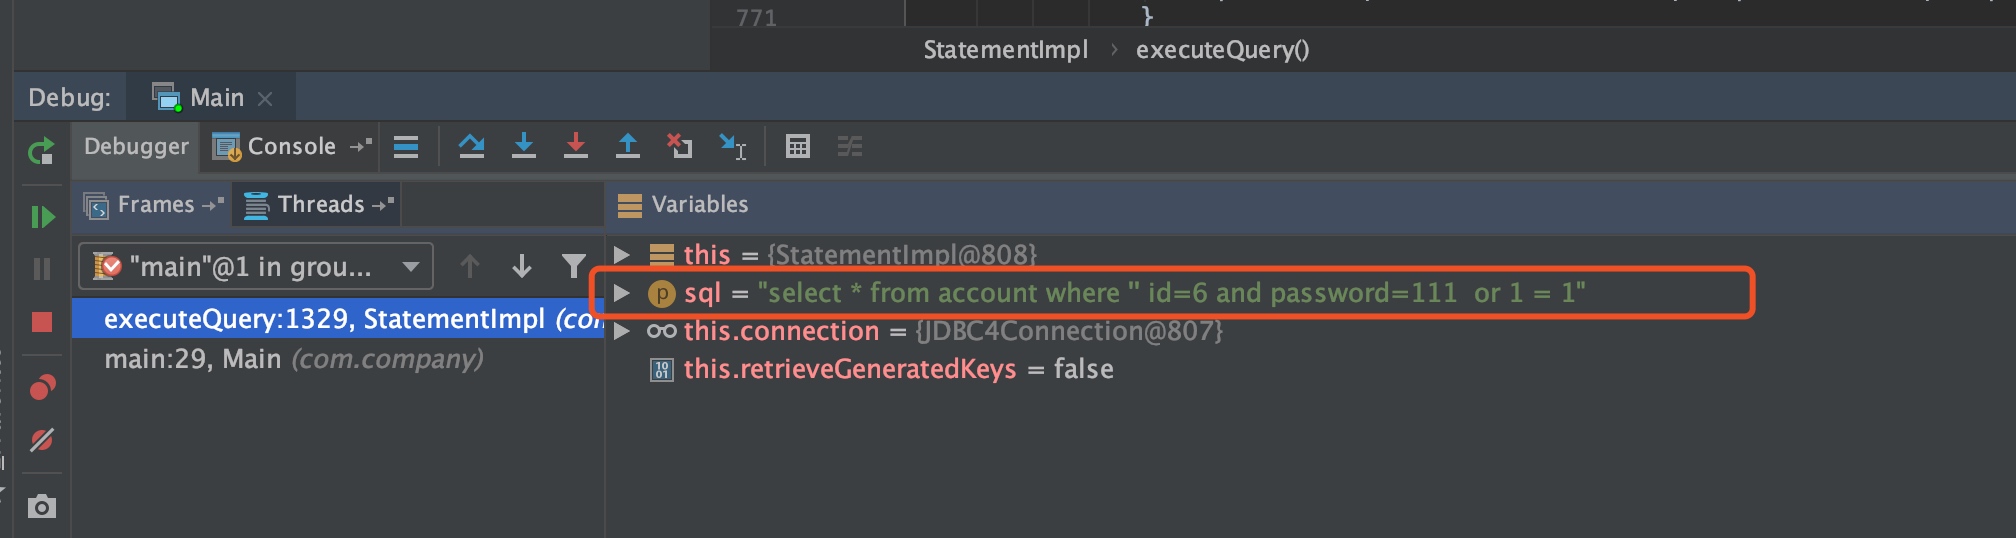 771 }
StatementImpl › executeQuery()
Debug: Main ×
Debugger Console
Frames Threads Variables
"main"@1 in grou...
this = {StatementImpl@808}
sql = "select * from account where '' id=6 and password=111  or 1 = 1"
executeQuery:1329, StatementImpl (co
this.connection = {JDBC4Connection@807}
main:29, Main (com.company)
this.retrieveGeneratedKeys = false